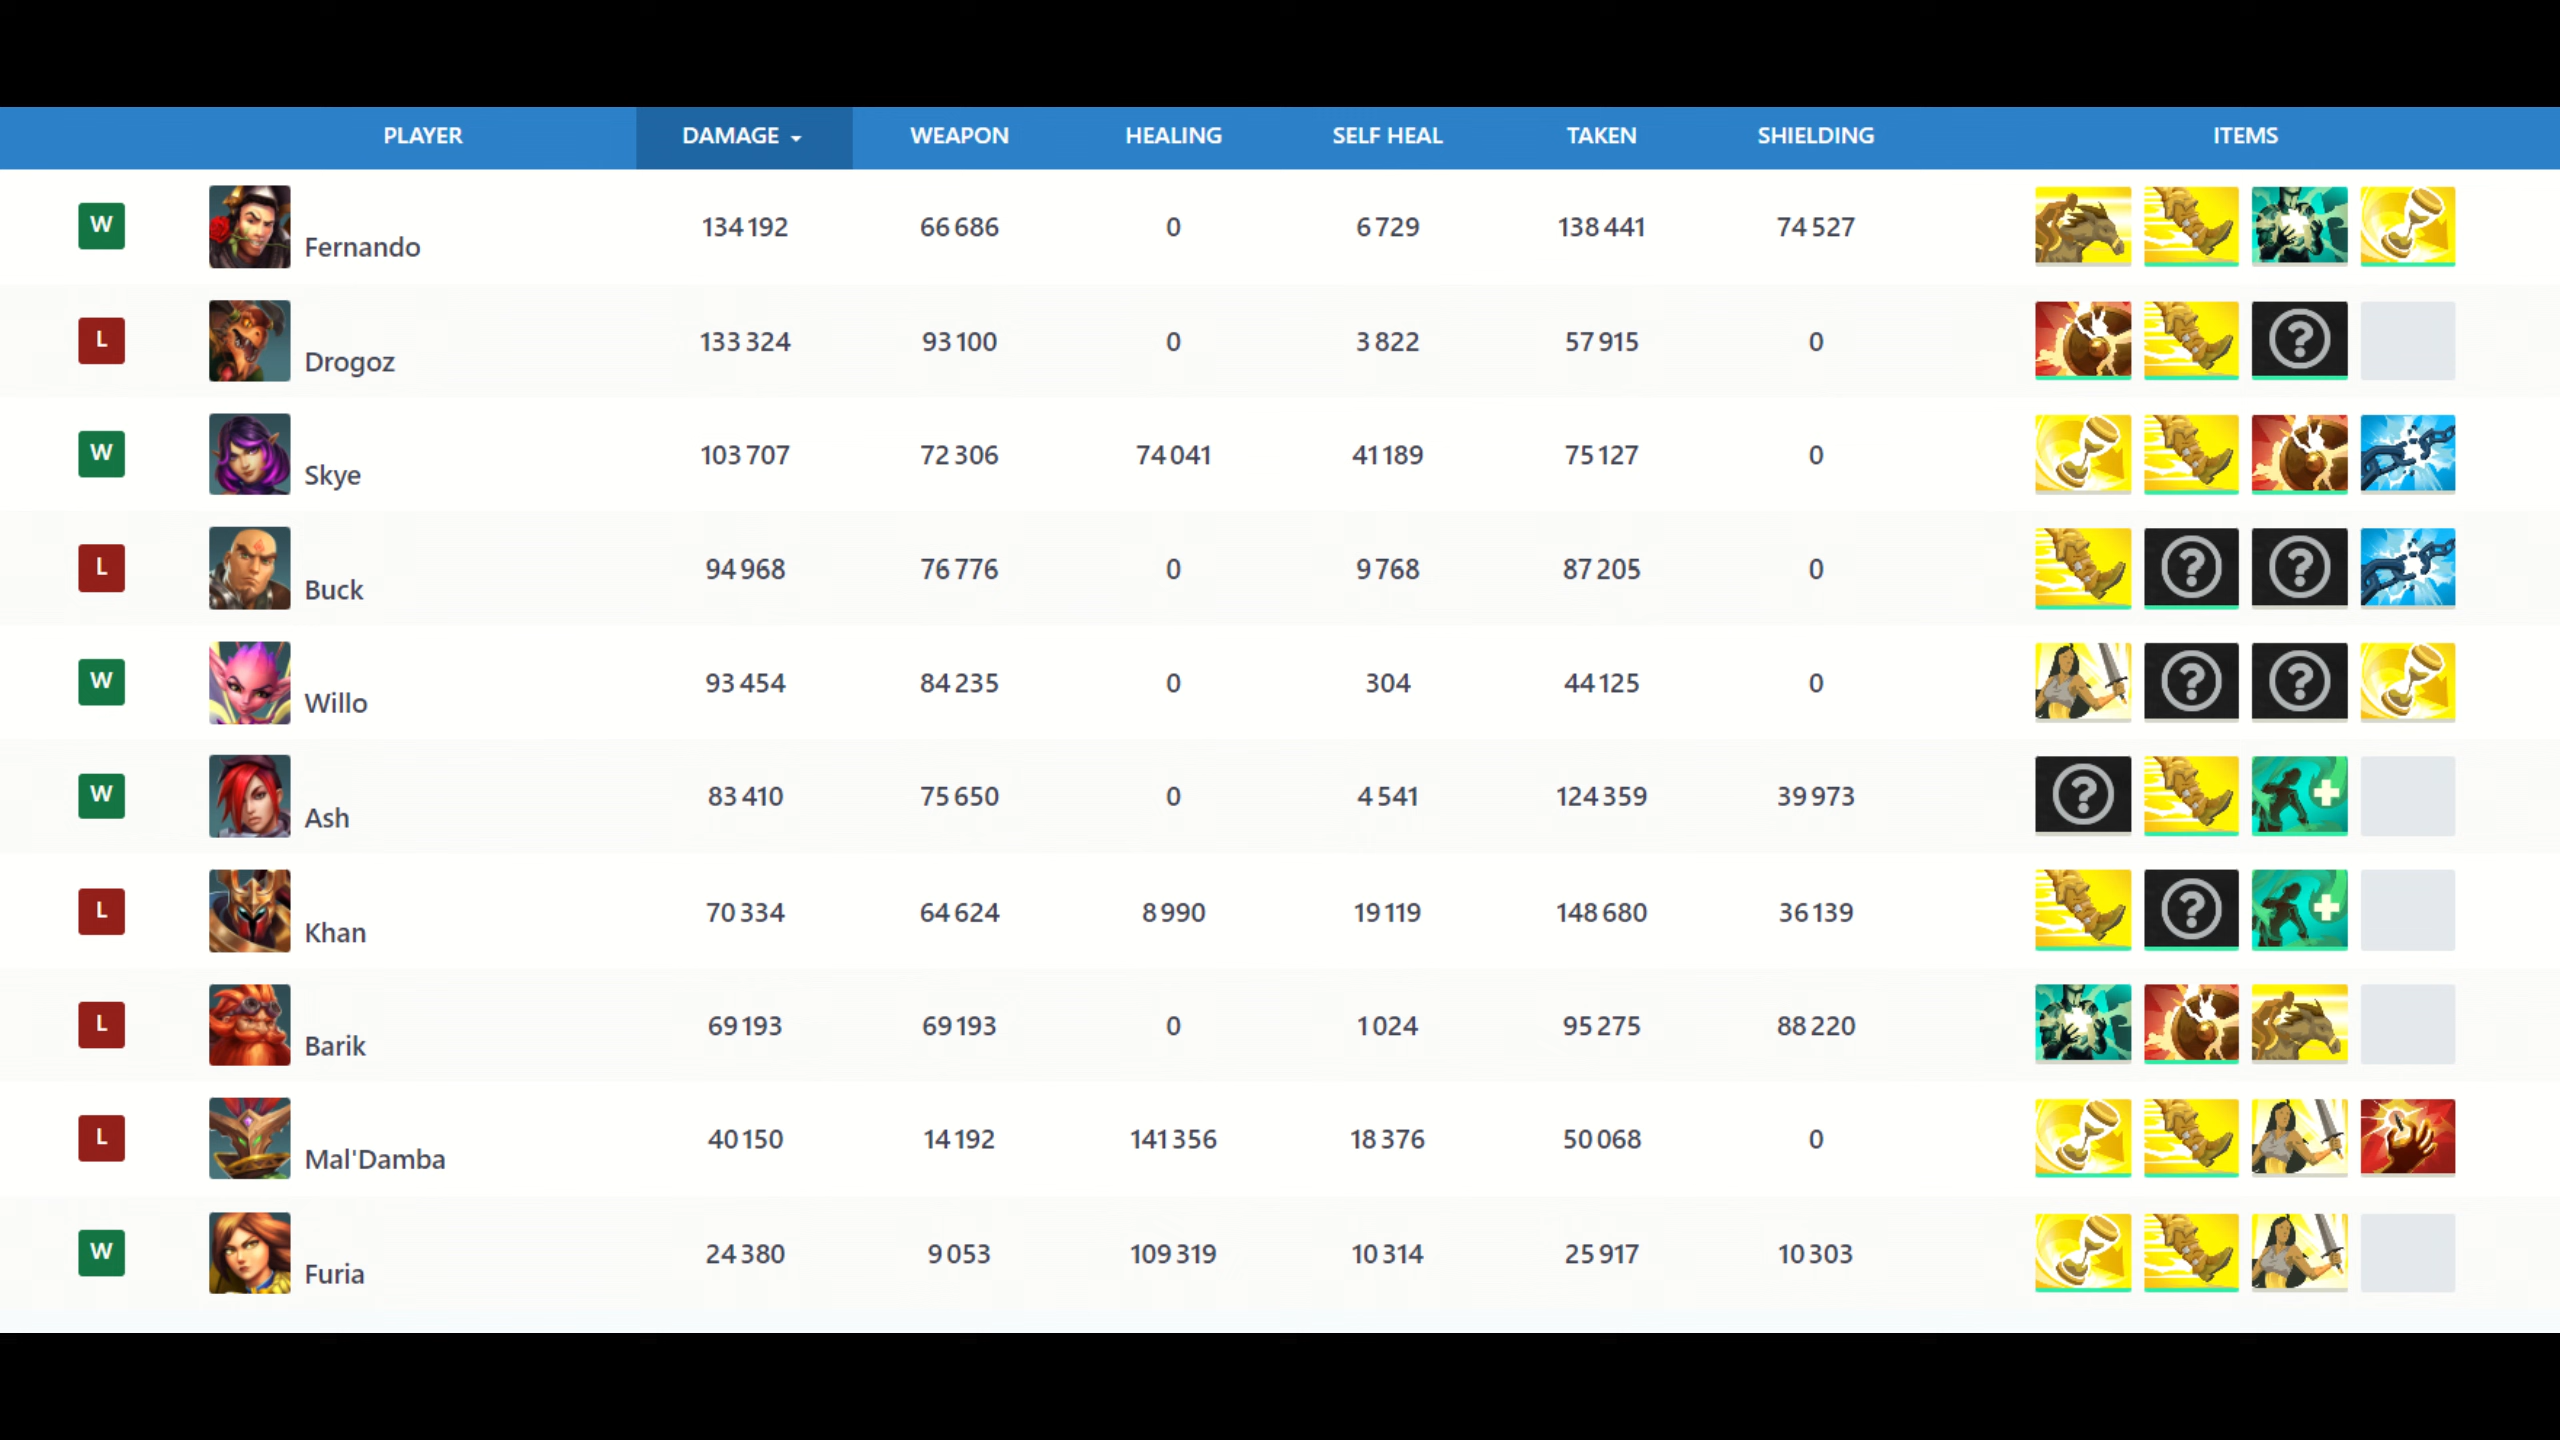 PLAYER DAMAGE WEAPON HEALING SELF HEAL TAKEN SHIELDING ITEMS
W Fernando 134 192 66 686 0 6 729 138 441 74 527
L Drogoz 133 324 93 100 0 3 822 57 915 0 ?
W Skye 103 707 72 306 74 041 41 189 75 127 0
L Buck 94 968 76 776 0 9 768 87 205 0 ? ?
W Willo 93 454 84 235 0 304 44 125 0 ? ?
W Ash 83 410 75 650 0 4 541 124 359 39 973 ?
L Khan 70 334 64 624 8 990 19 119 148 680 36 139 ?
L Barik 69 193 69 193 0 1 024 95 275 88 220
L Mal'Damba 40 150 14 192 141 356 18 376 50 068 0
W Furia 24 380 9 053 109 319 10 314 25 917 10 303